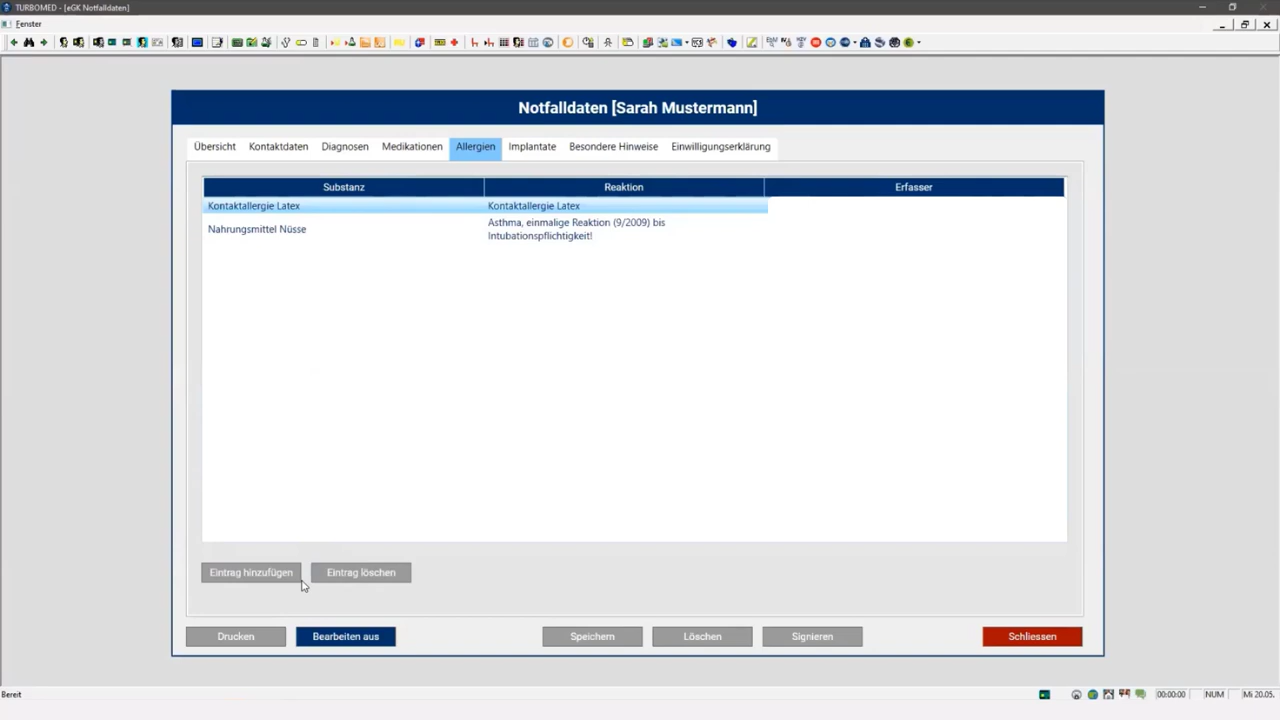 TURBOMED - [eGK Notfalldaten]
Fenster
Notfalldaten [Sarah Mustermann]
Übersicht Kontaktdaten Diagnosen Medikationen Allergien Implantate Besondere Hinweise Einwilligungserklärung
Substanz Reaktion Erfasser
Kontaktallergie Latex Kontaktallergie Latex
Nahrungsmittel Nüsse Asthma, einmalige Reaktion (9/2009) bis
Intubationspflichtigkeit!
Eintrag hinzufügen Eintrag löschen
Drucken Bearbeiten aus Speichern Löschen Signieren Schliessen
Bereit 00:00:00 NUM Mi 20.05.